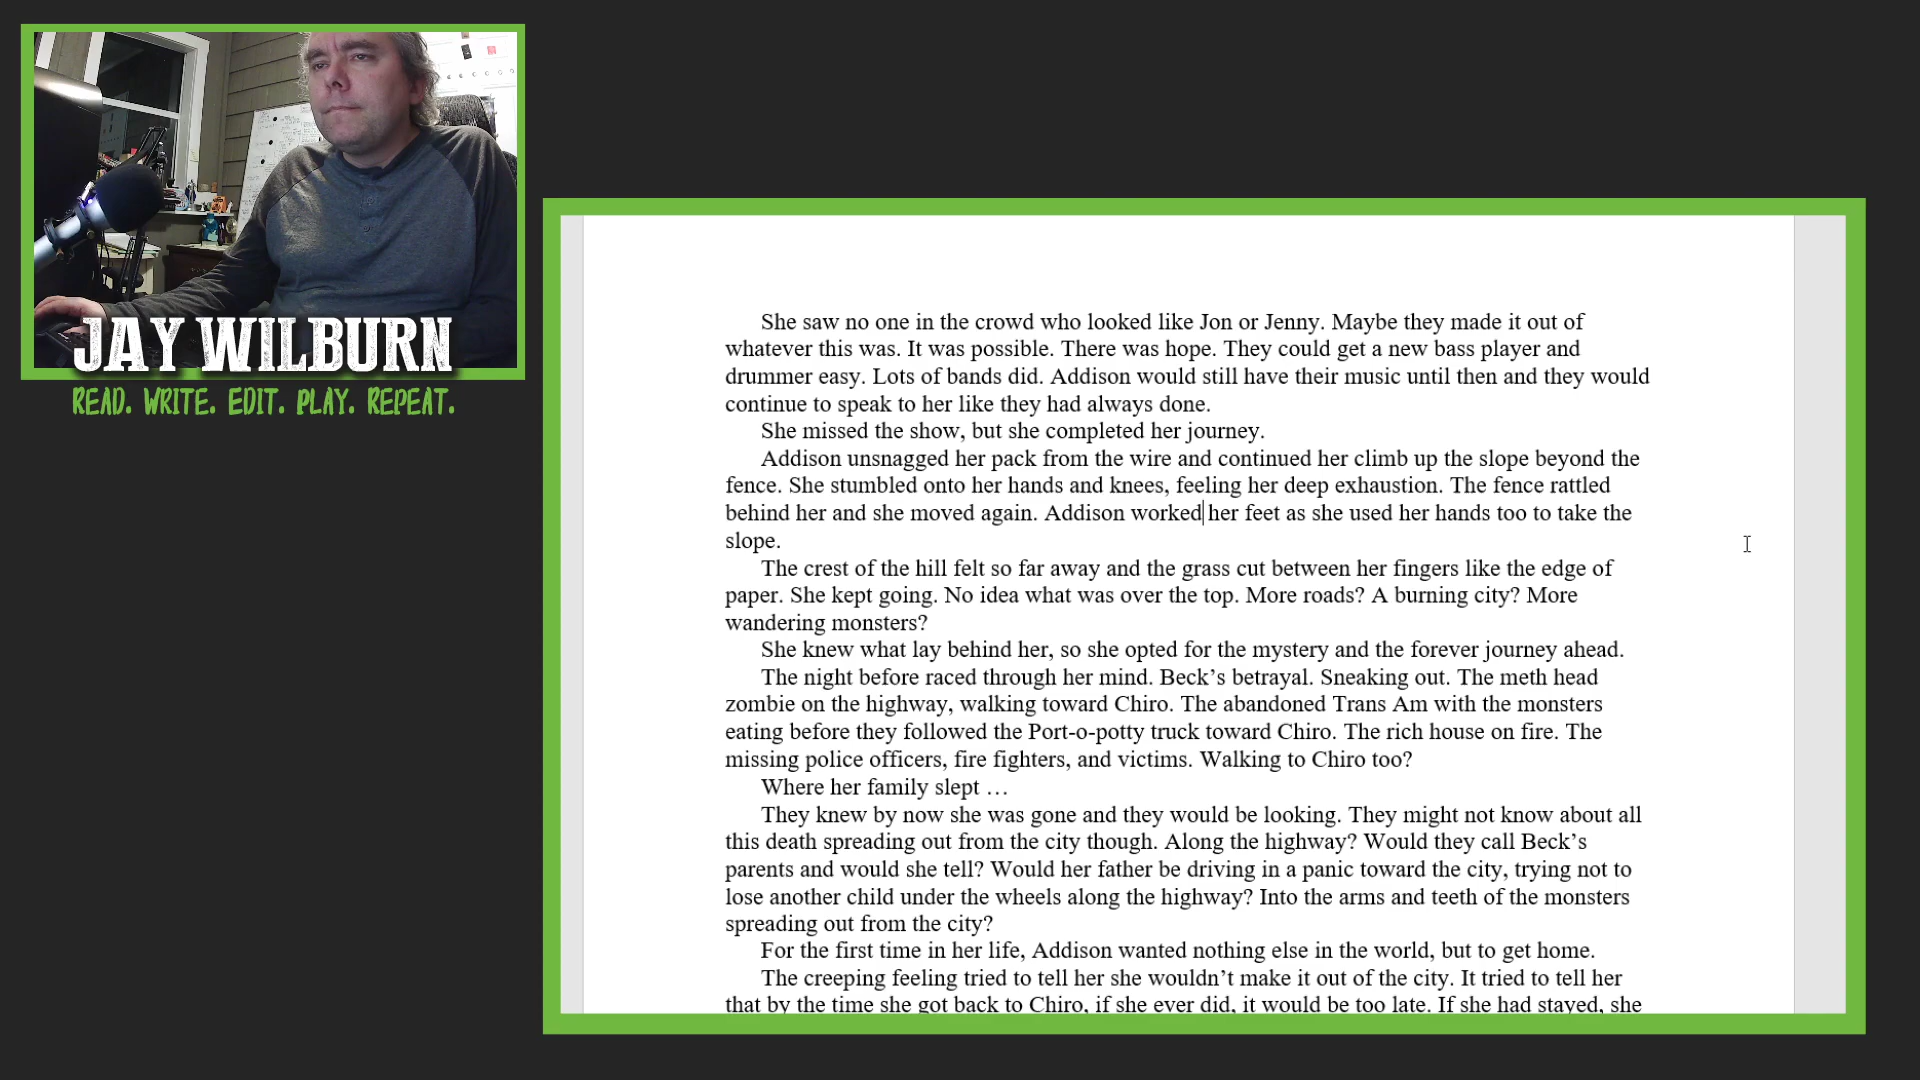 JAY WILBURN
READ. WRITE. EDIT. PLAY. REPEAT.
She saw no one in the crowd who looked like Jon or Jenny. Maybe they made it out of
whatever this was. It was possible. There was hope. They could get a new bass player and
drummer easy. Lots of bands did. Addison would still have their music until then and they would
continue to speak to her like they had always done.
She missed the show, but she completed her journey.
Addison unsnagged her pack from the wire and continued her climb up the slope beyond the
fence. She stumbled onto her hands and knees, feeling her deep exhaustion. The fence rattled
behind her and she moved again. Addison worked her feet as she used her hands too to take the
slope.
The crest of the hill felt so far away and the grass cut between her fingers like the edge of
paper. She kept going. No idea what was over the top. More roads? A burning city? More
wandering monsters?
She knew what lay behind her, so she opted for the mystery and the forever journey ahead.
The night before raced through her mind. Beck’s betrayal. Sneaking out. The meth head
zombie on the highway, walking toward Chiro. The abandoned Trans Am with the monsters
eating before they followed the Port-o-potty truck toward Chiro. The rich house on fire. The
missing police officers, fire fighters, and victims. Walking to Chiro too?
Where her family slept …
They knew by now she was gone and they would be looking. They might not know about all
this death spreading out from the city though. Along the highway? Would they call Beck’s
parents and would she tell? Would her father be driving in a panic toward the city, trying not to
lose another child under the wheels along the highway? Into the arms and teeth of the monsters
spreading out from the city?
For the first time in her life, Addison wanted nothing else in the world, but to get home.
The creeping feeling tried to tell her she wouldn’t make it out of the city. It tried to tell her
that by the time she got back to Chiro, if she ever did, it would be too late. If she had stayed, she